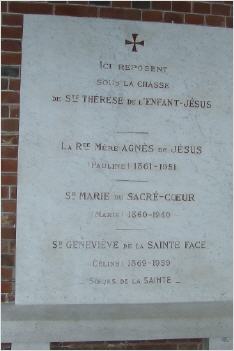 ICI REPOSENT
SOUS LA CHASSE
DE STE THÉRÈSE DE L'ENFANT-JÉSUS
LA RDE MÈRE AGNÈS DE JÉSUS
(PAULINE) 1861-1951
SR MARIE DU SACRÉ-CŒUR
(MARIE) 1860-1940
SR GENEVIÈVE DE LA SAINTE FACE
(CÉLINE) 1869-1959
_ SŒURS DE LA SAINTE _